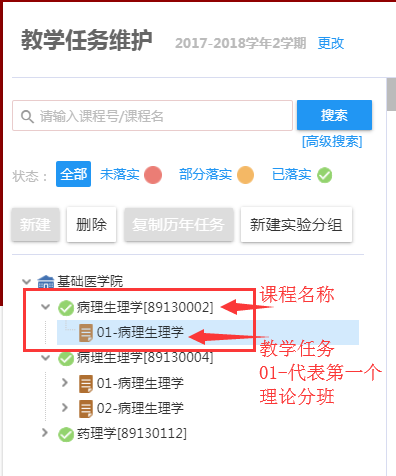 教学任务维护 2017-2018学年2学期 更改
请输入课程号/课程名 搜索
[高级搜索]
状态： 全部 未落实 部分落实 已落实
新建 删除 复制历年任务 新建实验分组
基础医学院
病理生理学[89130002] 课程名称
01-病理生理学
教学任务
病理生理学[89130004]
01-代表第一个
01-病理生理学
理论分班
02-病理生理学
药理学[89130112]